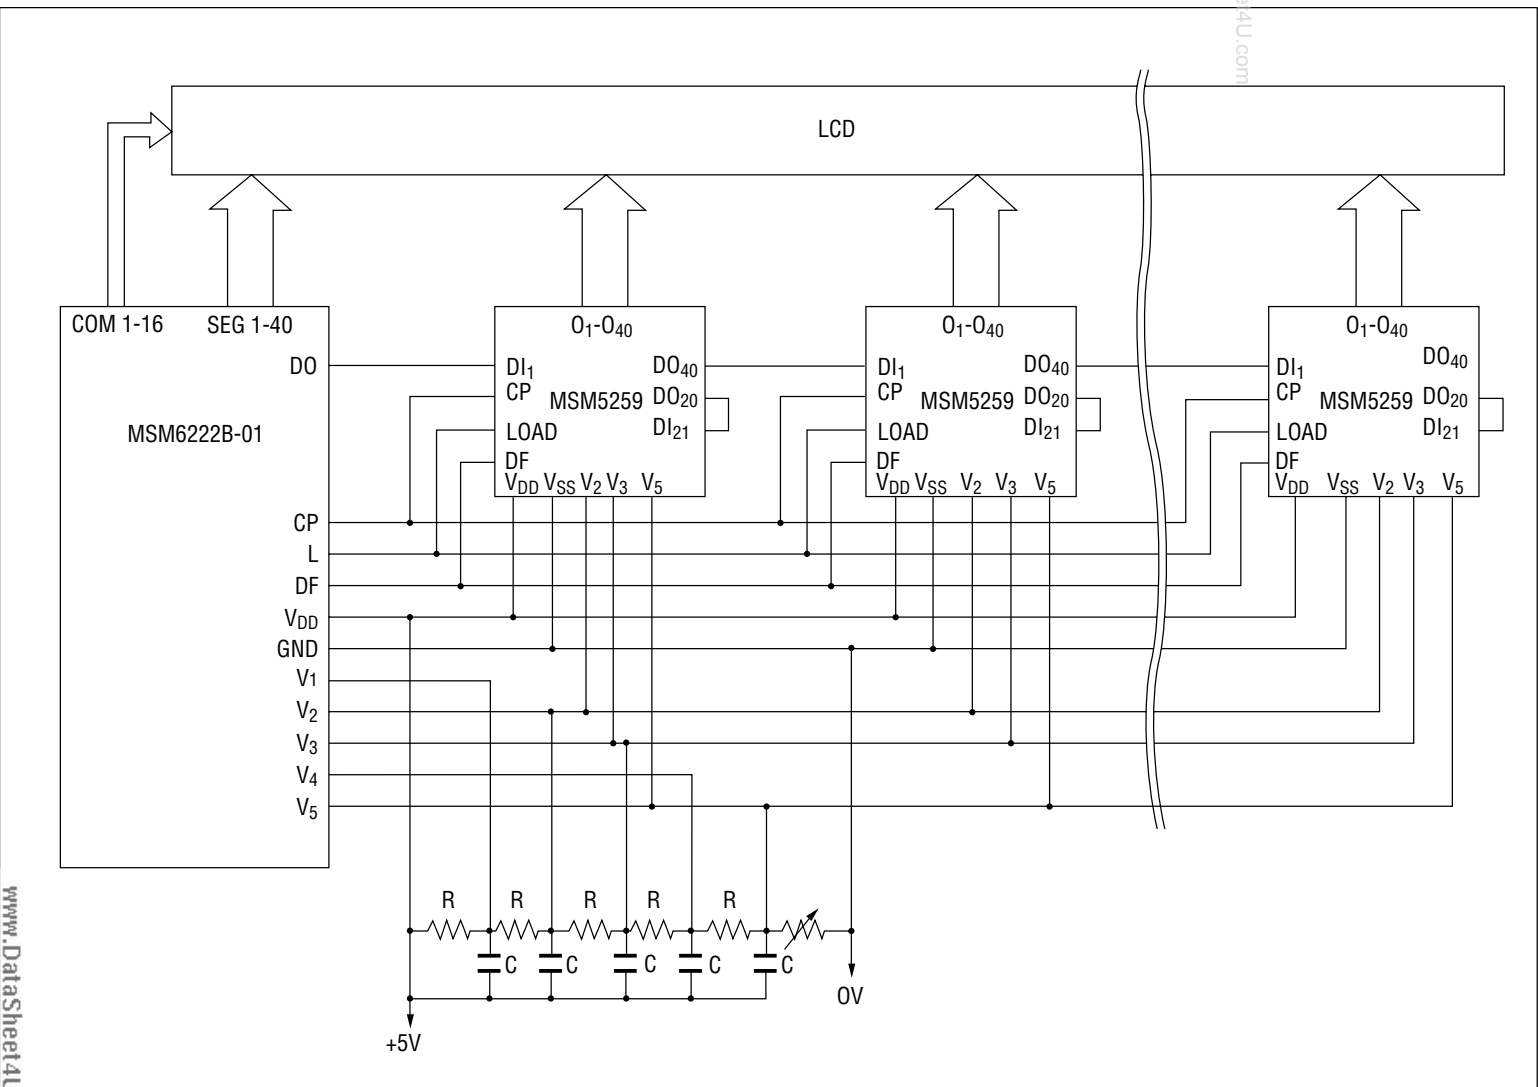 et4U.com
LCD
COM 1-16 SEG 1-40
DO
MSM6222B-01
CP
L
DF
VDD
GND
V1
V2
V3
V4
V5
O1-O40
DI1 DO40
CP
MSM5259 DO20
LOAD DI21
DF
VDD VSS V2 V3 V5
O1-O40
DI1 DO40
CP
MSM5259 DO20
LOAD DI21
DF
VDD VSS V2 V3 V5
O1-O40
DI1 DO40
CP
MSM5259 DO20
LOAD DI21
DF
VDD VSS V2 V3 V5
R R R R R
C C C C C
0V
+5V
www.DataSheet4U